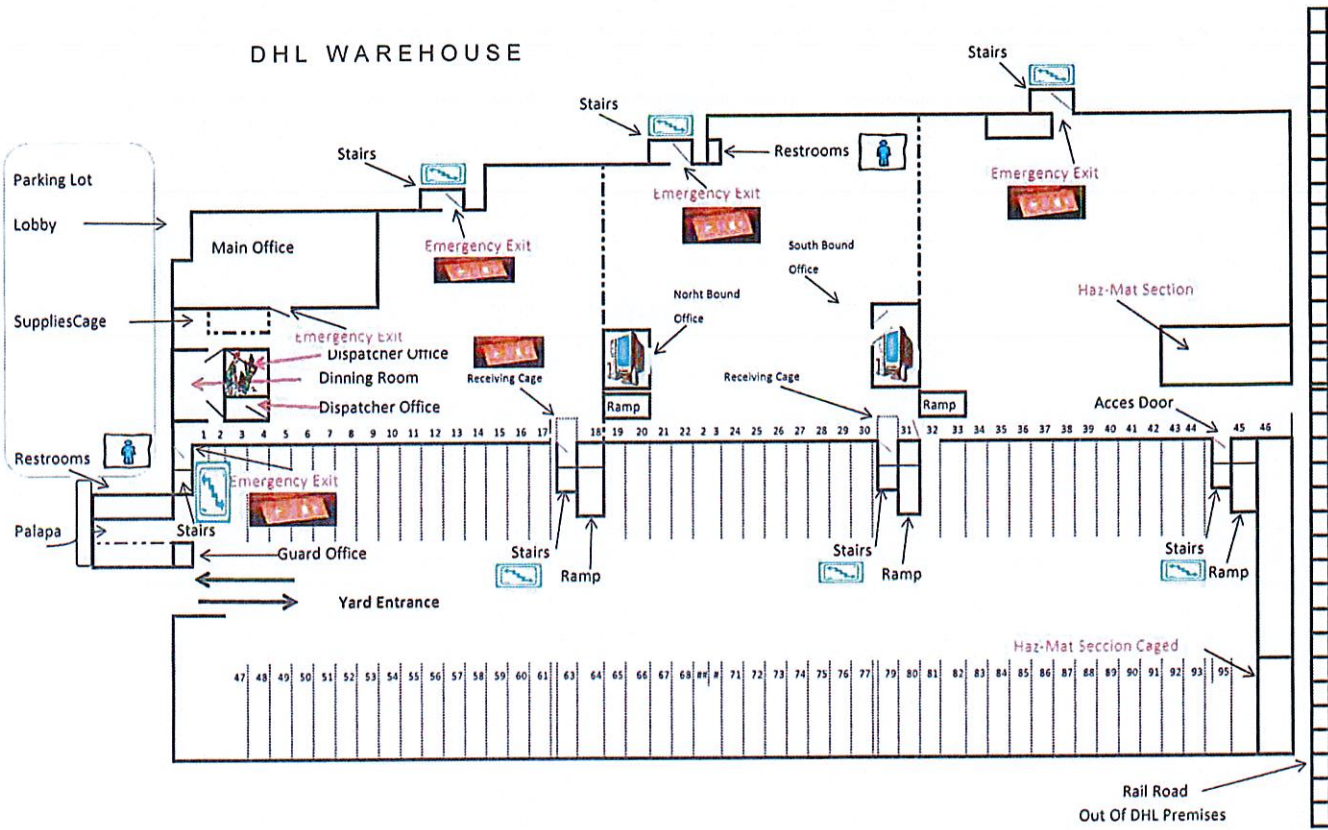 DHL WAREHOUSE
Stairs
Stairs
Stairs
Restrooms
Parking Lot
Lobby
Main Office
Emergency Exit
Emergency Exit
Emergency Exit
South Bound
Office
Norht Bound
Office
Haz-Mat Section
SuppliesCage
Emergency Exit
Dispatcher Office
Dinning Room
Dispatcher Office
Receiving Cage
Receiving Cage
Ramp
Ramp
Acces Door
1 2 3 4 5 6 7 8 9 10 11 12 13 14 15 16 17 18 19 20 21 22 2 3 24 25 26 27 28 29 30 31 32 33 34 35 36 37 38 39 40 41 42 43 44 45 46
Restrooms
Emergency Exit
Palapa
Stairs
Guard Office
Stairs
Ramp
Stairs
Ramp
Stairs
Ramp
Yard Entrance
Haz-Mat Seccion Caged
47 48 49 50 51 52 53 54 55 56 57 58 59 60 61 63 64 65 66 67 68 ## # 71 72 73 74 75 76 77 79 80 81 82 83 84 85 86 87 88 89 90 91 92 93 95
Rail Road
Out Of DHL Premises